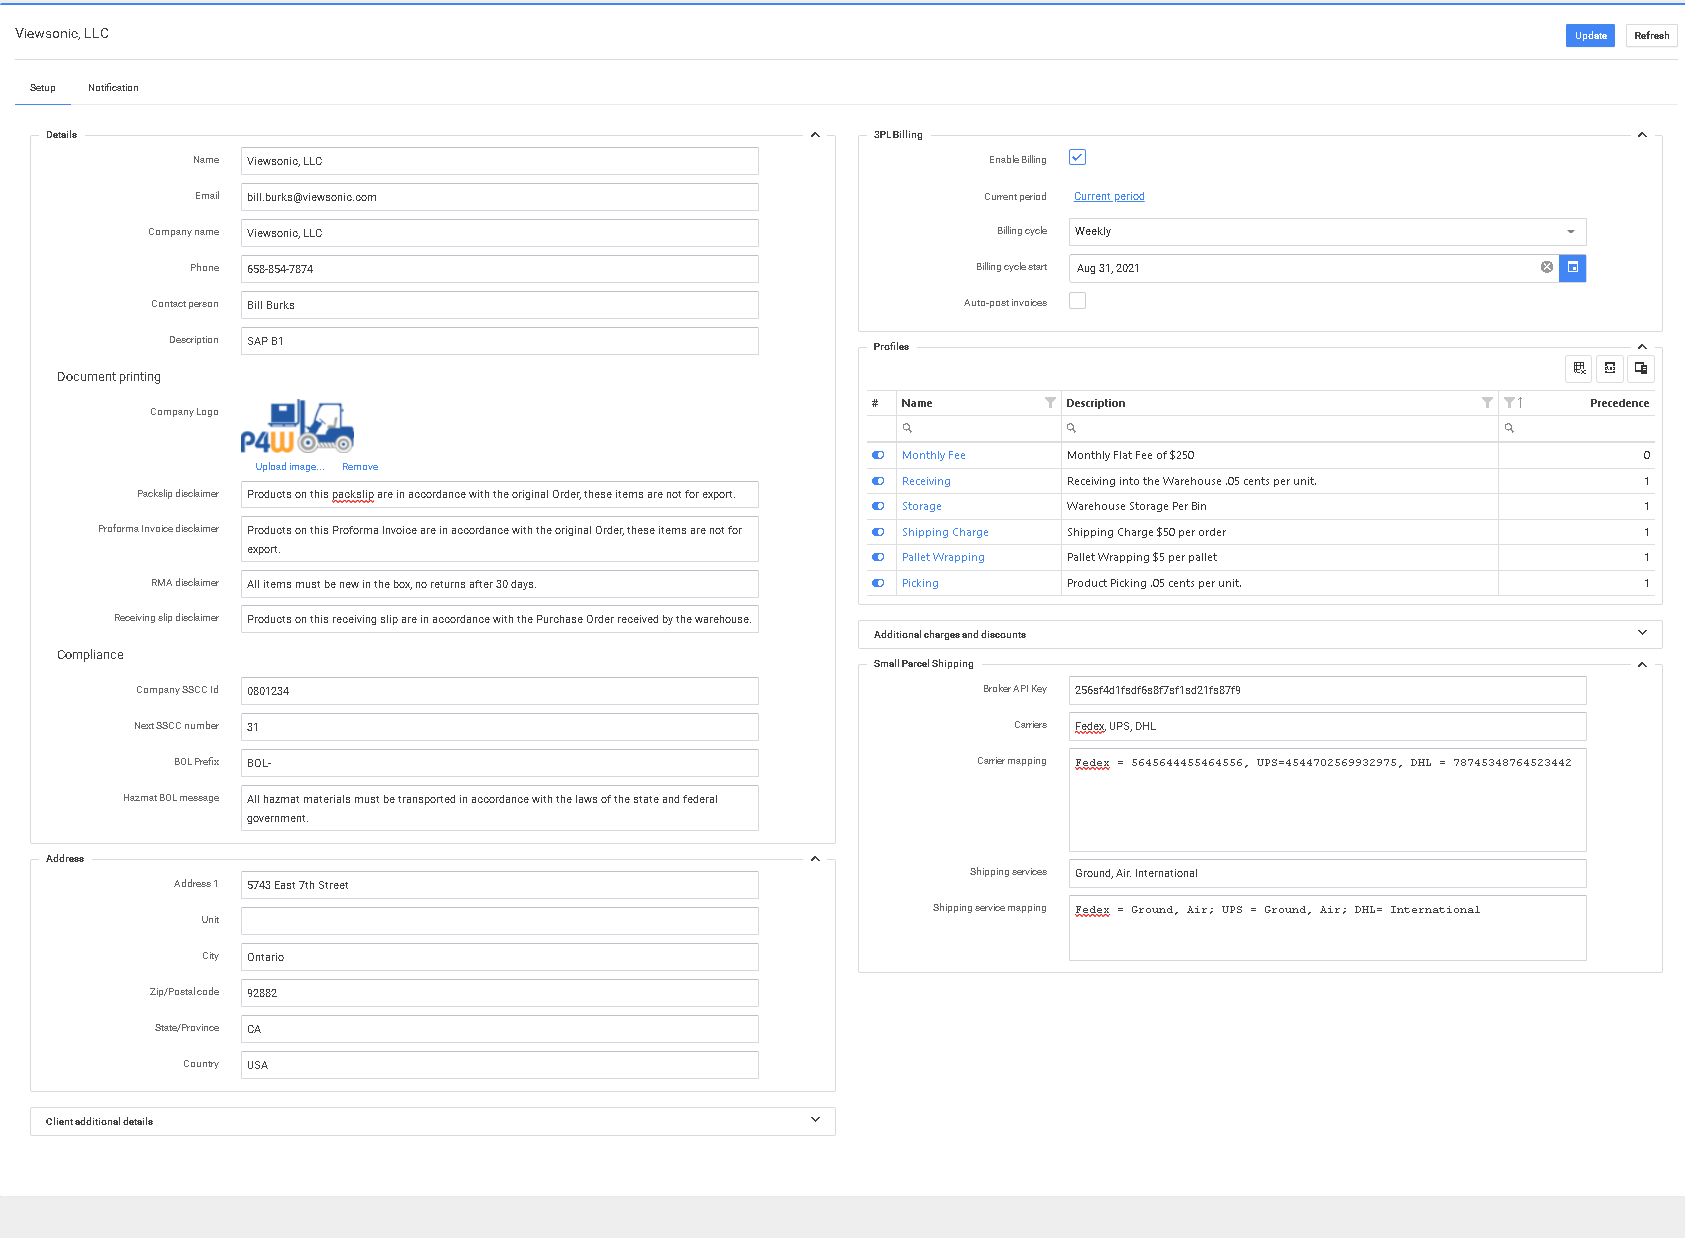 Viewsonic, LLC
Update
Refresh
Setup
Notification
Details
Name
Viewsonic, LLC
Email
bill.burks@viewsonic.com
Company name
Viewsonic, LLC
Phone
658-854-7874
Contact person
Bill Burks
Description
SAP B1
Document printing
Company Logo
P4W
Upload image...
Remove
Packslip disclaimer
Products on this packslip are in accordance with the original Order, these items are not for export.
Proforma Invoice disclaimer
Products on this Proforma Invoice are in accordance with the original Order, these items are not for
export.
RMA disclaimer
All items must be new in the box, no returns after 30 days.
Receiving slip disclaimer
Products on this receiving slip are in accordance with the Purchase Order received by the warehouse.
Compliance
Company SSCC Id
0801234
Next SSCC number
31
BOL Prefix
BOL-
Hazmat BOL message
All hazmat materials must be transported in accordance with the laws of the state and federal
government.
Address
Address 1
5743 East 7th Street
Unit
City
Ontario
Zip/Postal code
92882
State/Province
CA
Country
USA
Client additional details
3PL Billing
Enable Billing
Current period
Current period
Billing cycle
Weekly
Billing cycle start
Aug 31, 2021
Auto-post invoices
Profiles
# Name Description 1 Precedence
Monthly Fee Monthly Flat Fee of $250 0
Receiving Receiving into the Warehouse .05 cents per unit. 1
Storage Warehouse Storage Per Bin 1
Shipping Charge Shipping Charge $50 per order 1
Pallet Wrapping Pallet Wrapping $5 per pallet 1
Picking Product Picking .05 cents per unit. 1
Additional charges and discounts
Small Parcel Shipping
Broker API Key
256sf4d1fsdf6s8f7sf1sd21fs87f9
Carriers
Fedex, UPS, DHL
Carrier mapping
Fedex = 5645644455464556, UPS=4544702569932975, DHL = 78745348764523442
Shipping services
Ground, Air. International
Shipping service mapping
Fedex = Ground, Air; UPS = Ground, Air; DHL= International